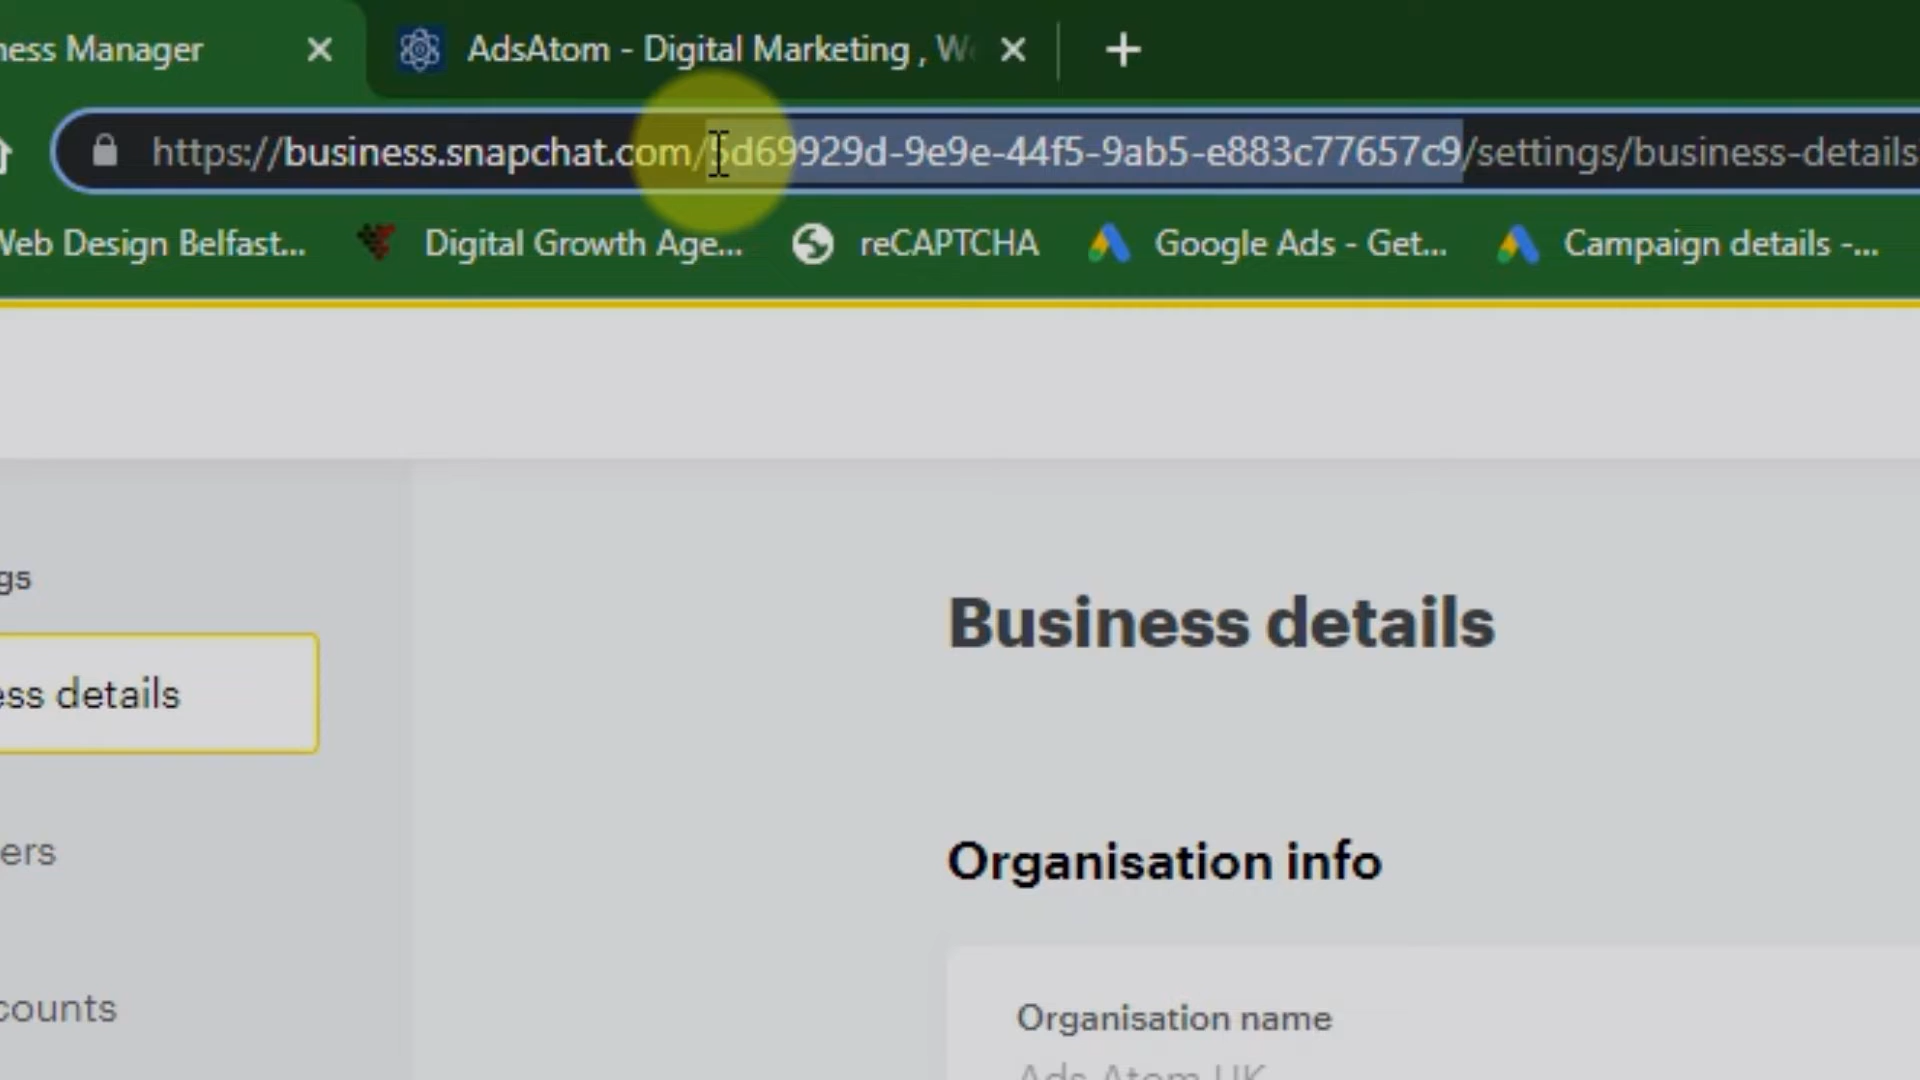 ness Manager
AdsAtom - Digital Marketing , We
https://business.snapchat.com/5d69929d-9e9e-44f5-9ab5-e883c77657c9/settings/business-details
Web Design Belfast...
Digital Growth Age...
reCAPTCHA
Google Ads - Get...
Campaign details -...
gs
ess details
ers
counts
Business details
Organisation info
Organisation name
Ads Atom UK